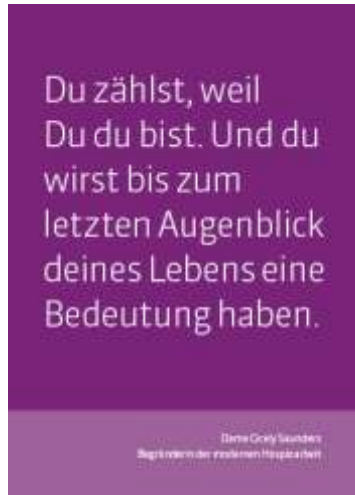 Du zählst, weil
Du du bist. Und du
wirst bis zum
letzten Augenblick
deines Lebens eine
Bedeutung haben.
Dame Cicely Saunders
Begründerin der modernen Hospizarbeit